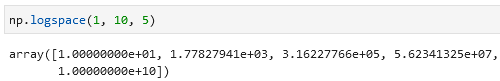 np.logspace(1, 10, 5)
array([1.00000000e+01, 1.77827941e+03, 3.16227766e+05, 5.62341325e+07,
1.00000000e+10])